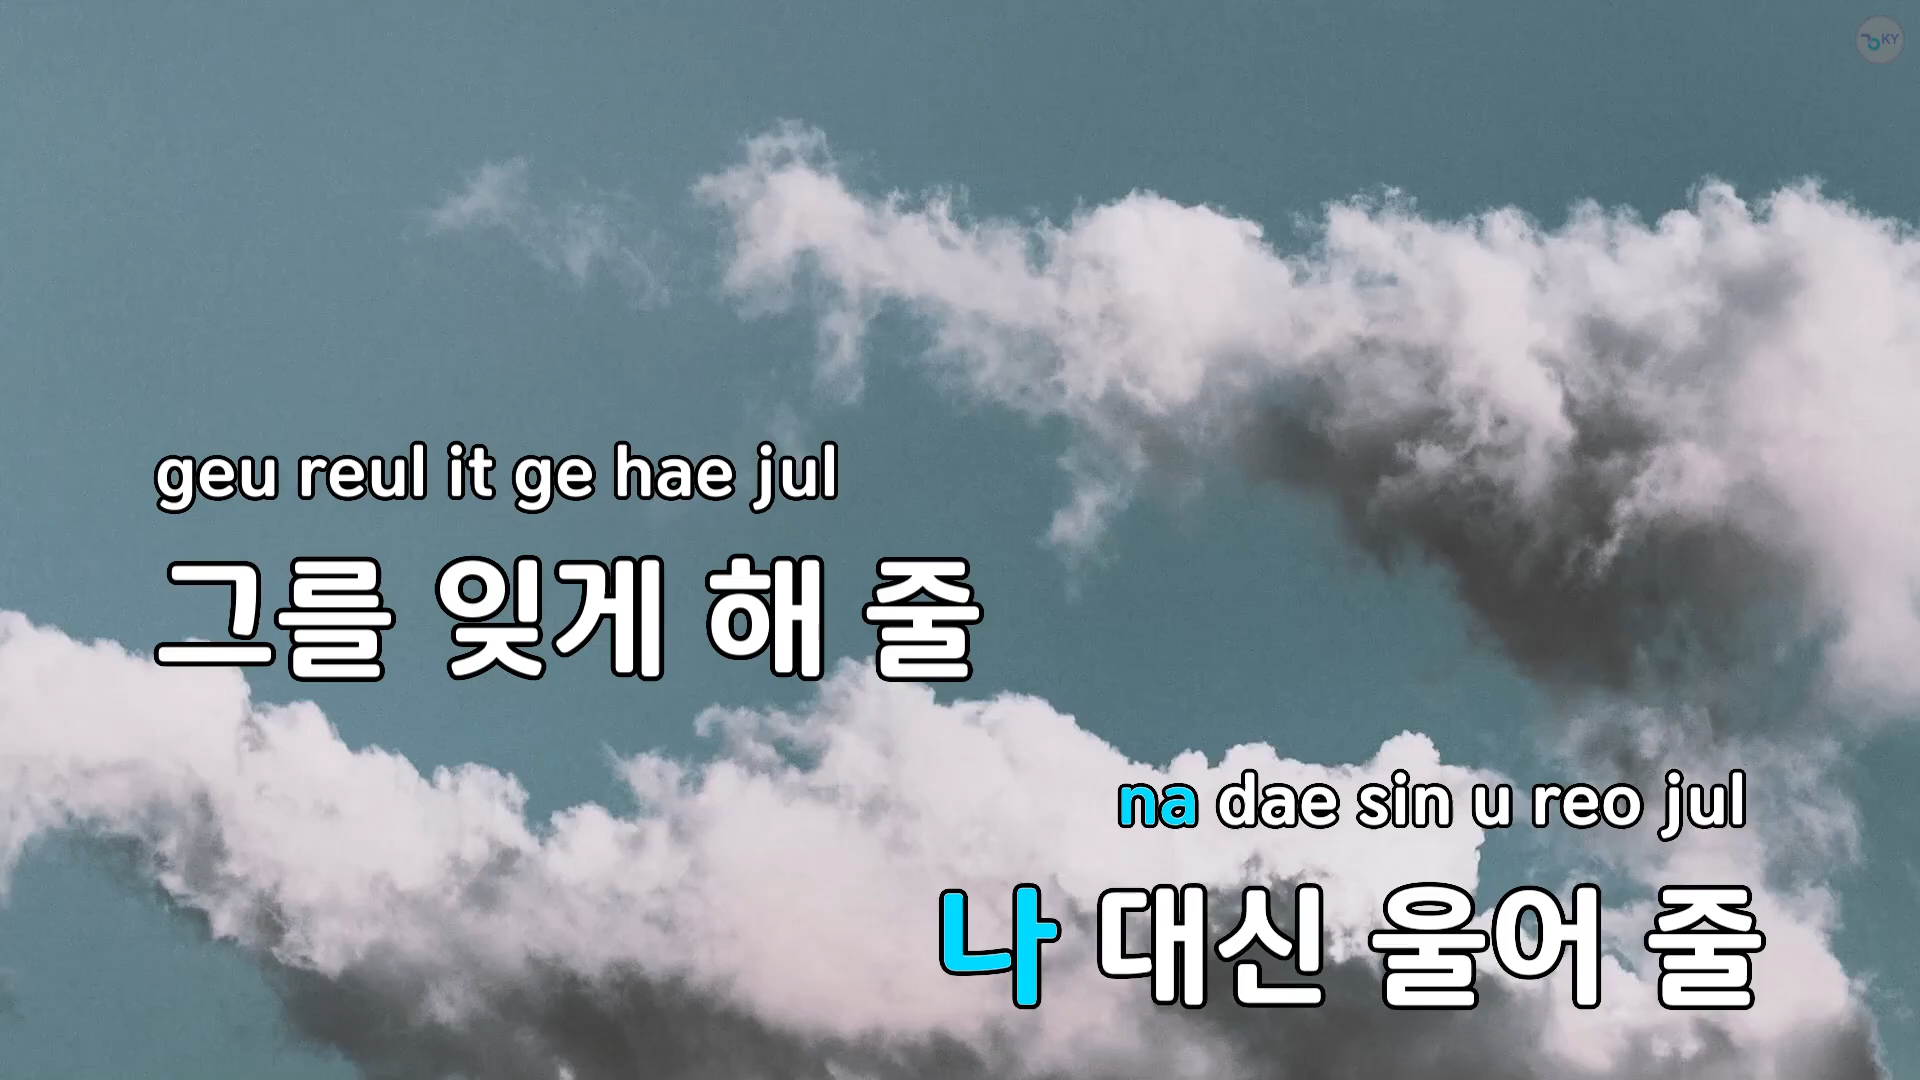 KY
geu reul it ge hae jul
그를 잊게 해 줄
na dae sin u reo jul
나 대신 울어 줄